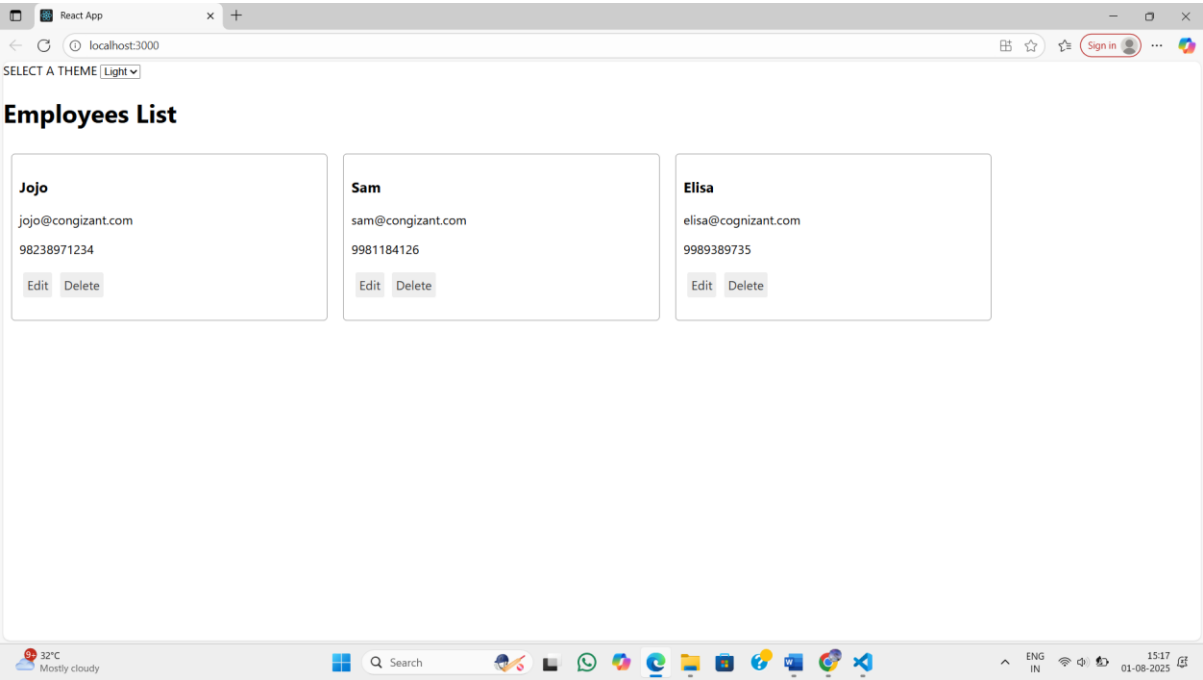 React App
localhost:3000
Sign in
SELECT A THEME Light
Employees List
Jojo
jojo@congizant.com
98238971234
Edit Delete
Sam
sam@congizant.com
9981184126
Edit Delete
Elisa
elisa@cognizant.com
9989389735
Edit Delete
9+
32°C
Mostly cloudy
Search
ENG
IN
15:17
01-08-2025